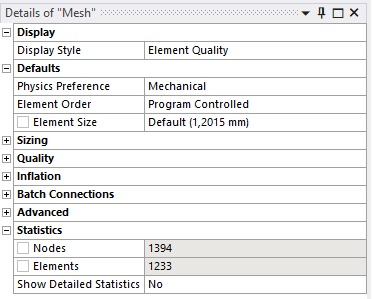 Details of "Mesh"
Display
Display Style Element Quality
Defaults
Physics Preference Mechanical
Element Order Program Controlled
Element Size Default (1,2015 mm)
Sizing
Quality
Inflation
Batch Connections
Advanced
Statistics
Nodes 1394
Elements 1233
Show Detailed Statistics No